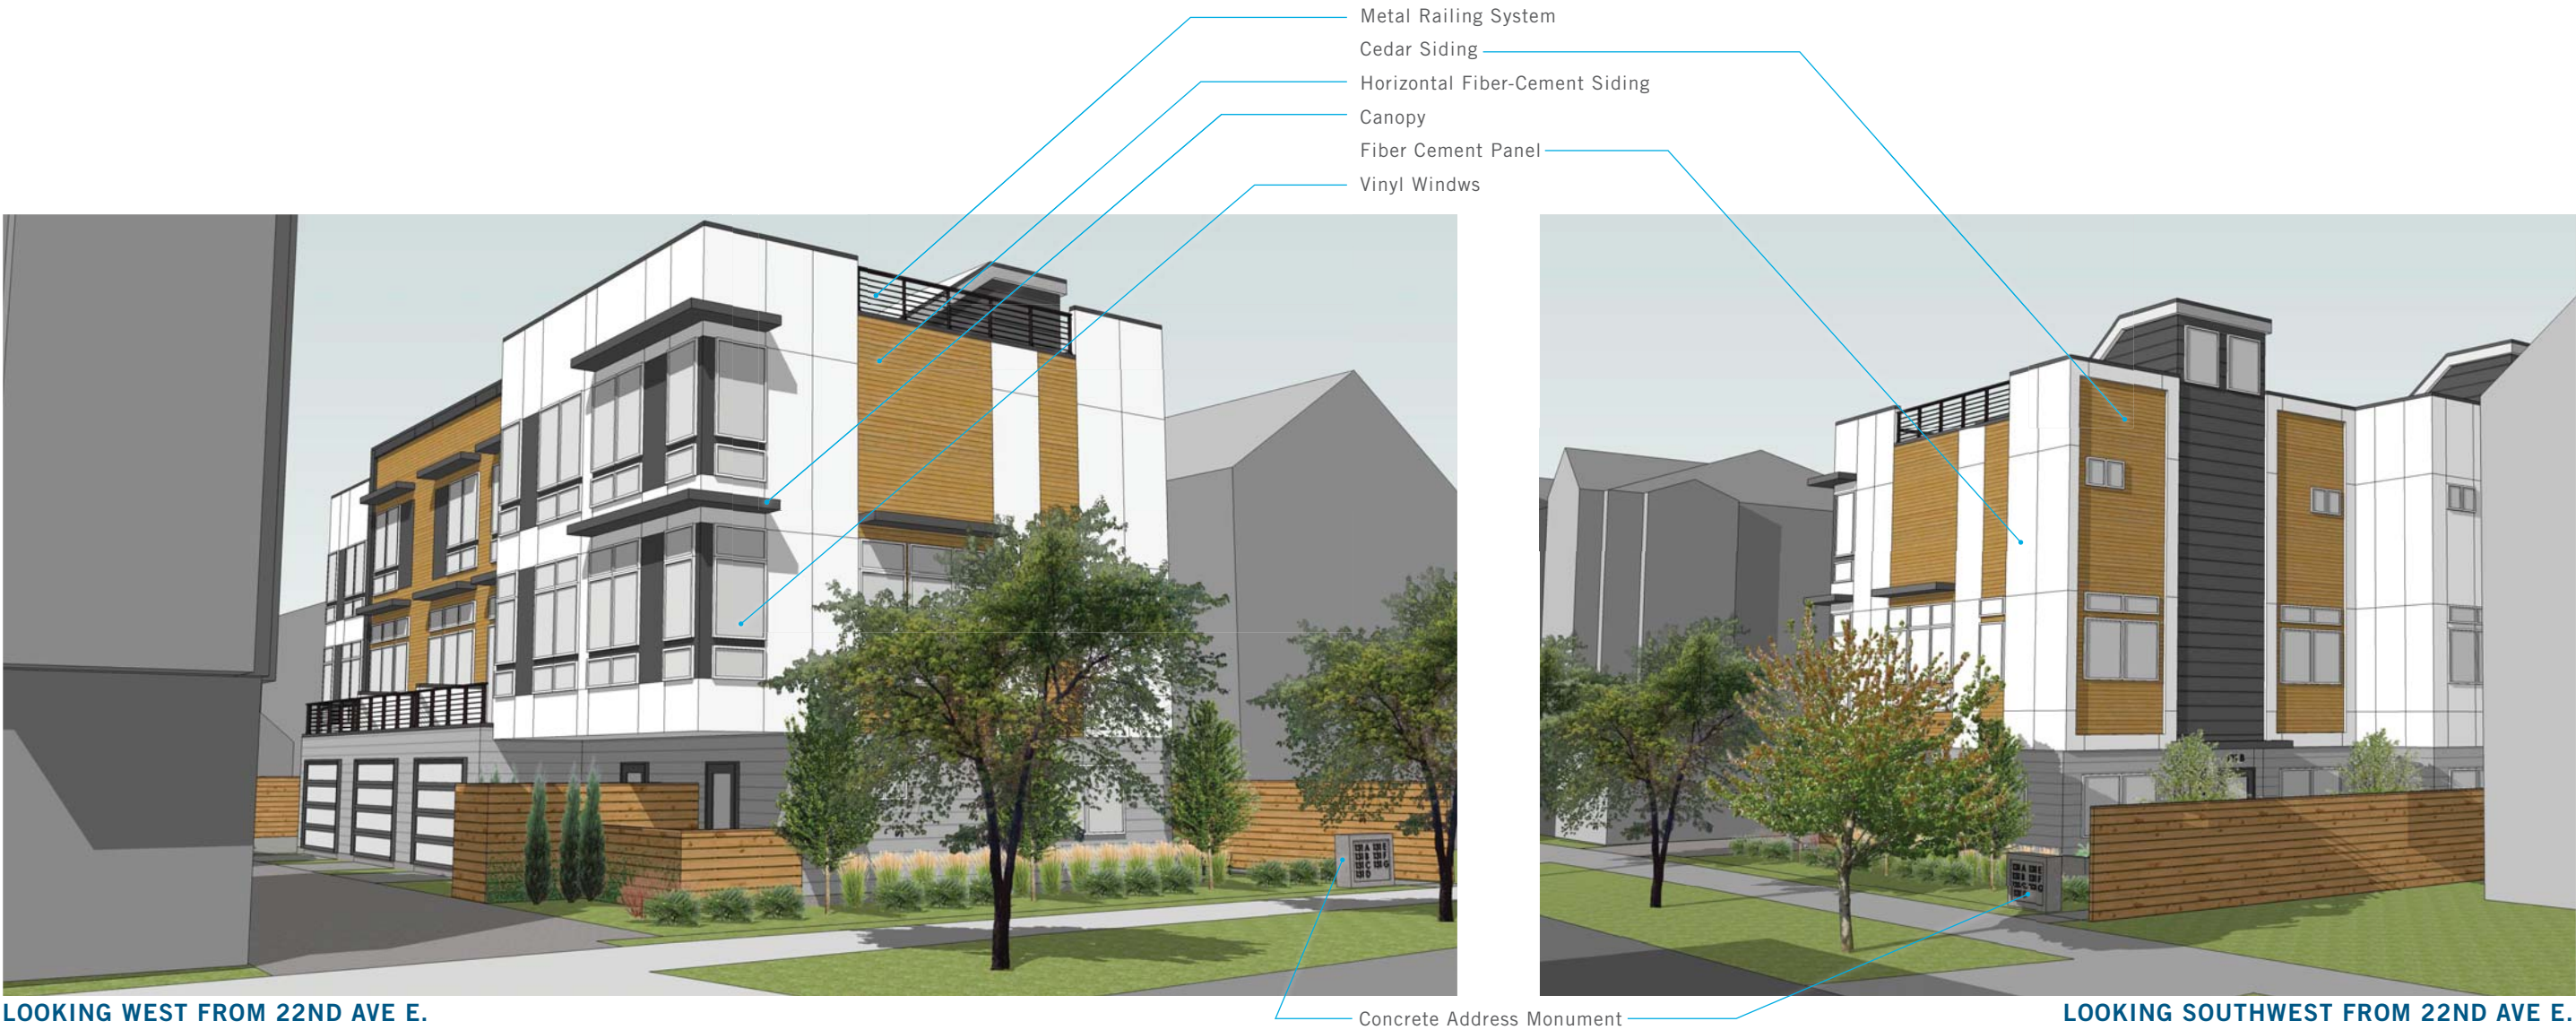 Metal Railing System
Cedar Siding
Horizontal Fiber-Cement Siding
Canopy
Fiber Cement Panel
Vinyl Windws
LOOKING WEST FROM 22ND AVE E.
Concrete Address Monument
LOOKING SOUTHWEST FROM 22ND AVE E.